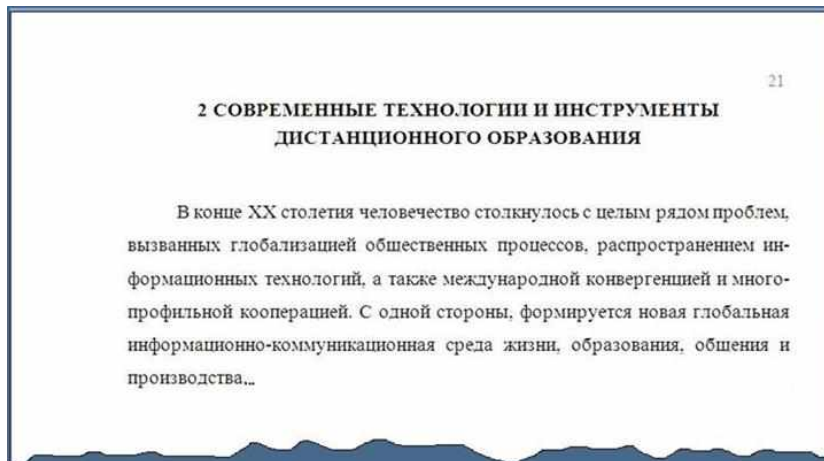 21
2 СОВРЕМЕННЫЕ ТЕХНОЛОГИИ И ИНСТРУМЕНТЫ
ДИСТАНЦИОННОГО ОБРАЗОВАНИЯ
В конце XX столетия человечество столкнулось с целым рядом проблем,
вызванных глобализацией общественных процессов, распространением ин-
формационных технологий, а также международной конвергенцией и много-
профильной кооперацией. С одной стороны, формируется новая глобальная
информационно-коммуникационная среда жизни, образования, общения и
производства...